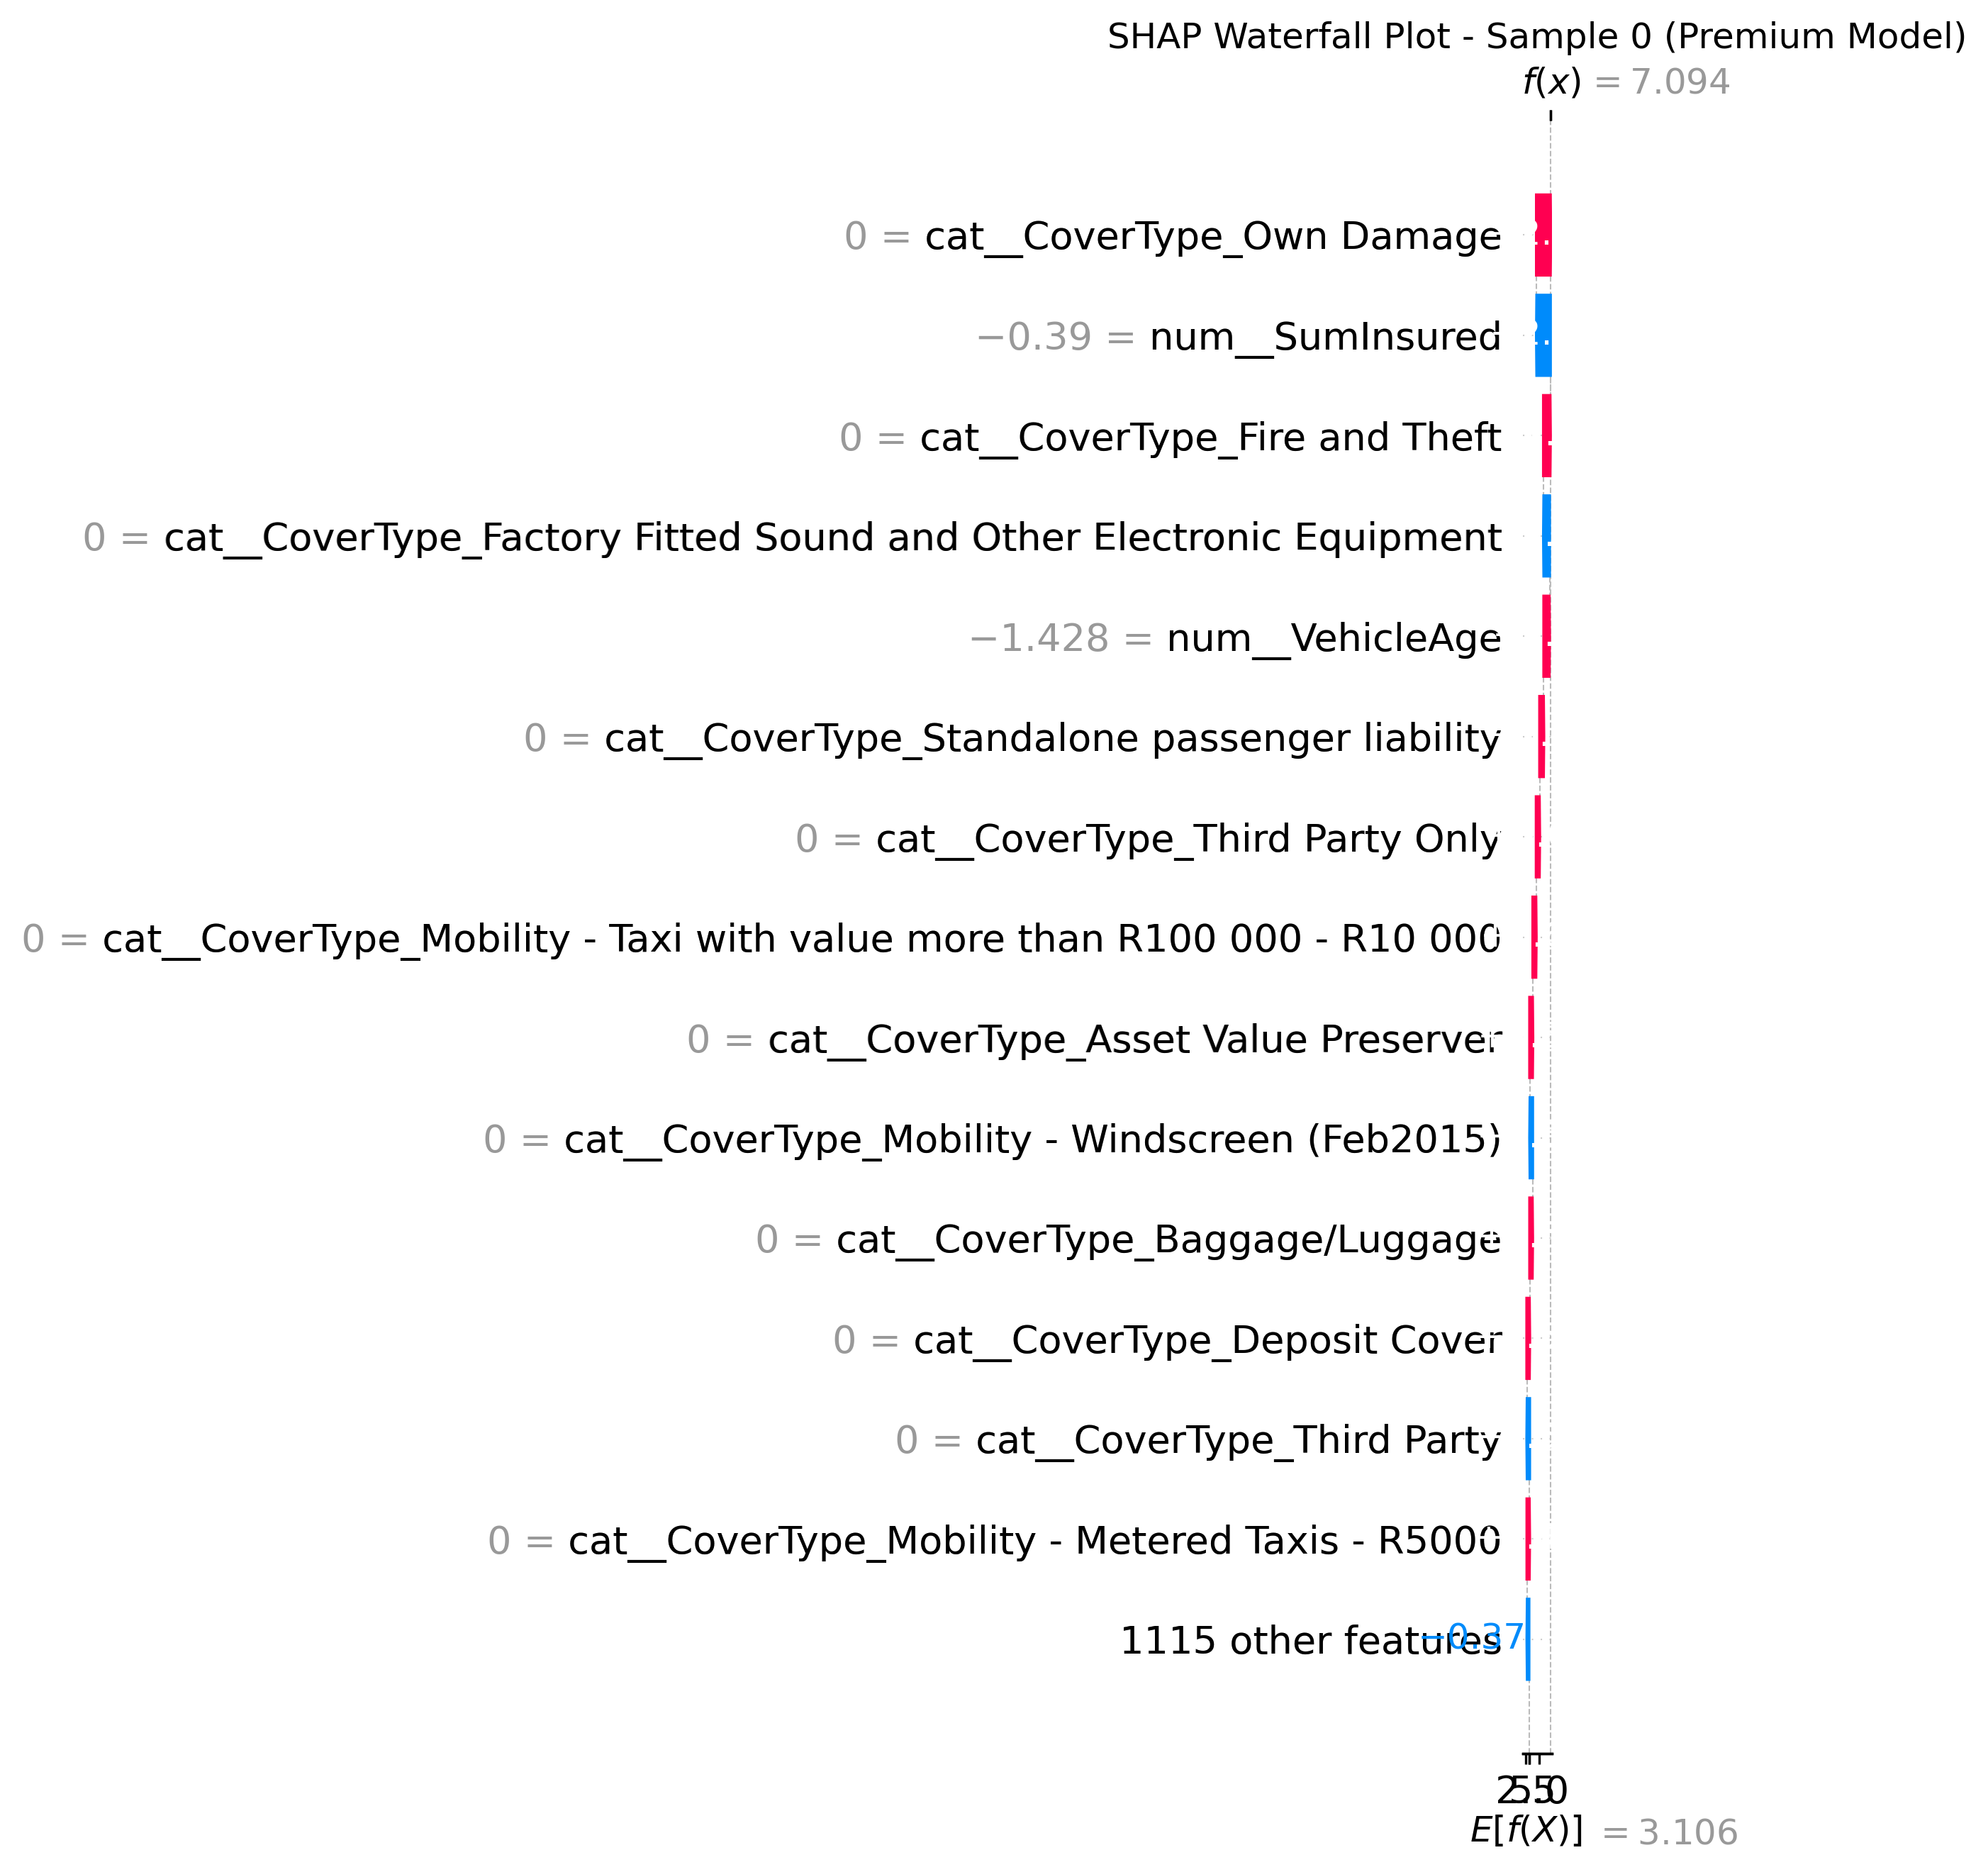 SHAP Waterfall Plot - Sample 0 (Premium Model)
f(x) = 7.094
0 = cat__CoverType_Own Damage
−0.39 = num__SumInsured
0 = cat__CoverType_Fire and Theft
0 = cat__CoverType_Factory Fitted Sound and Other Electronic Equipment
−1.428 = num__VehicleAge
0 = cat__CoverType_Standalone passenger liability
0 = cat__CoverType_Third Party Only
0 = cat__CoverType_Mobility - Taxi with value more than R100 000 - R10 000
0 = cat__CoverType_Asset Value Preserver
0 = cat__CoverType_Mobility - Windscreen (Feb2015)
0 = cat__CoverType_Baggage/Luggage
0 = cat__CoverType_Deposit Cover
0 = cat__CoverType_Third Party
0 = cat__CoverType_Mobility - Metered Taxis - R5000
1115 other features −0.37
2.5 5.0
E[f(X)] = 3.106